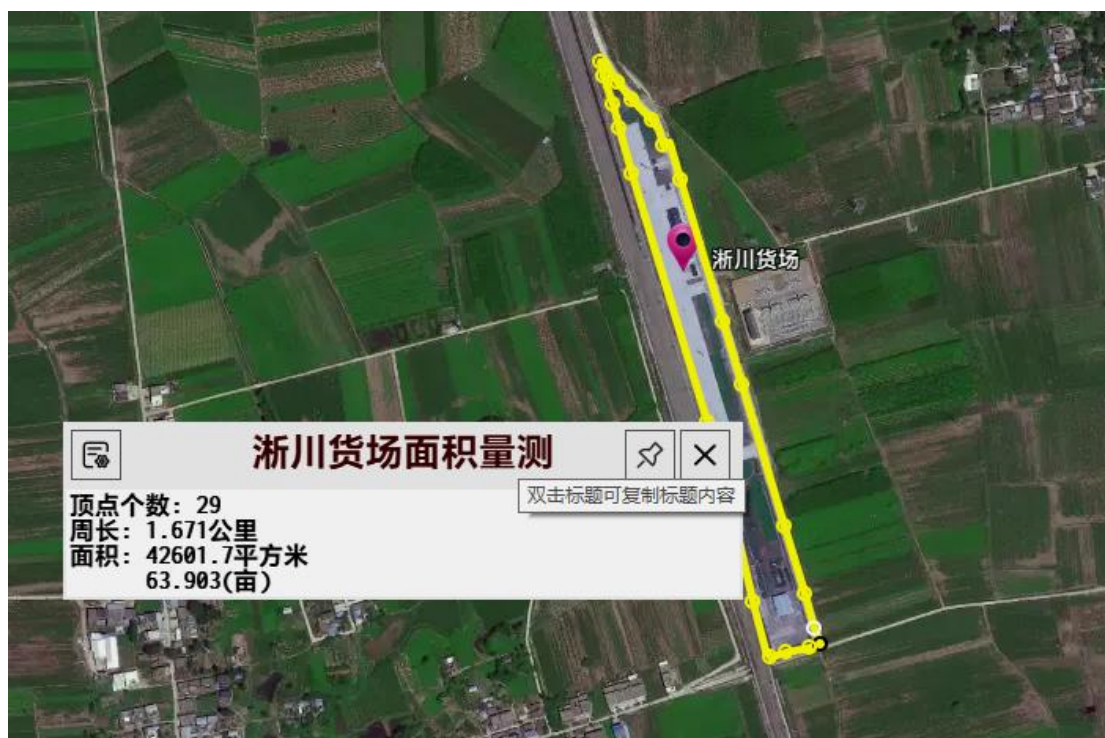 淅川货场
淅川货场面积量测
双击标题可复制标题内容
顶点个数: 29
周长: 1.671公里
面积: 42601.7平方米
63.903(亩)